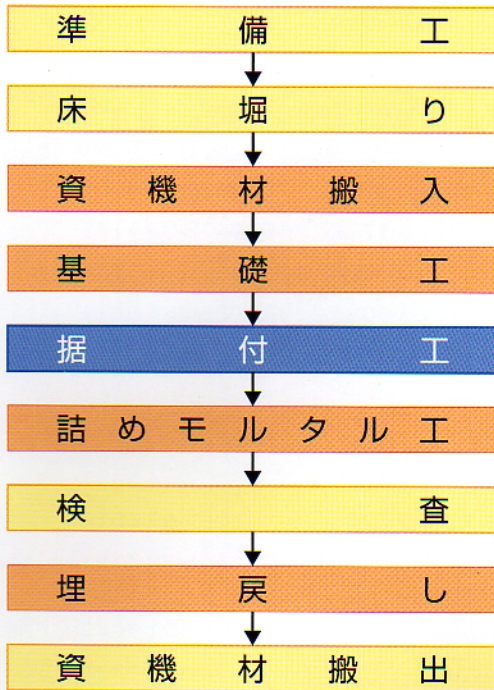 準備工
床堀り
資機材搬入
基礎工
据付工
詰めモルタル工
検査
埋戻し
資機材搬出